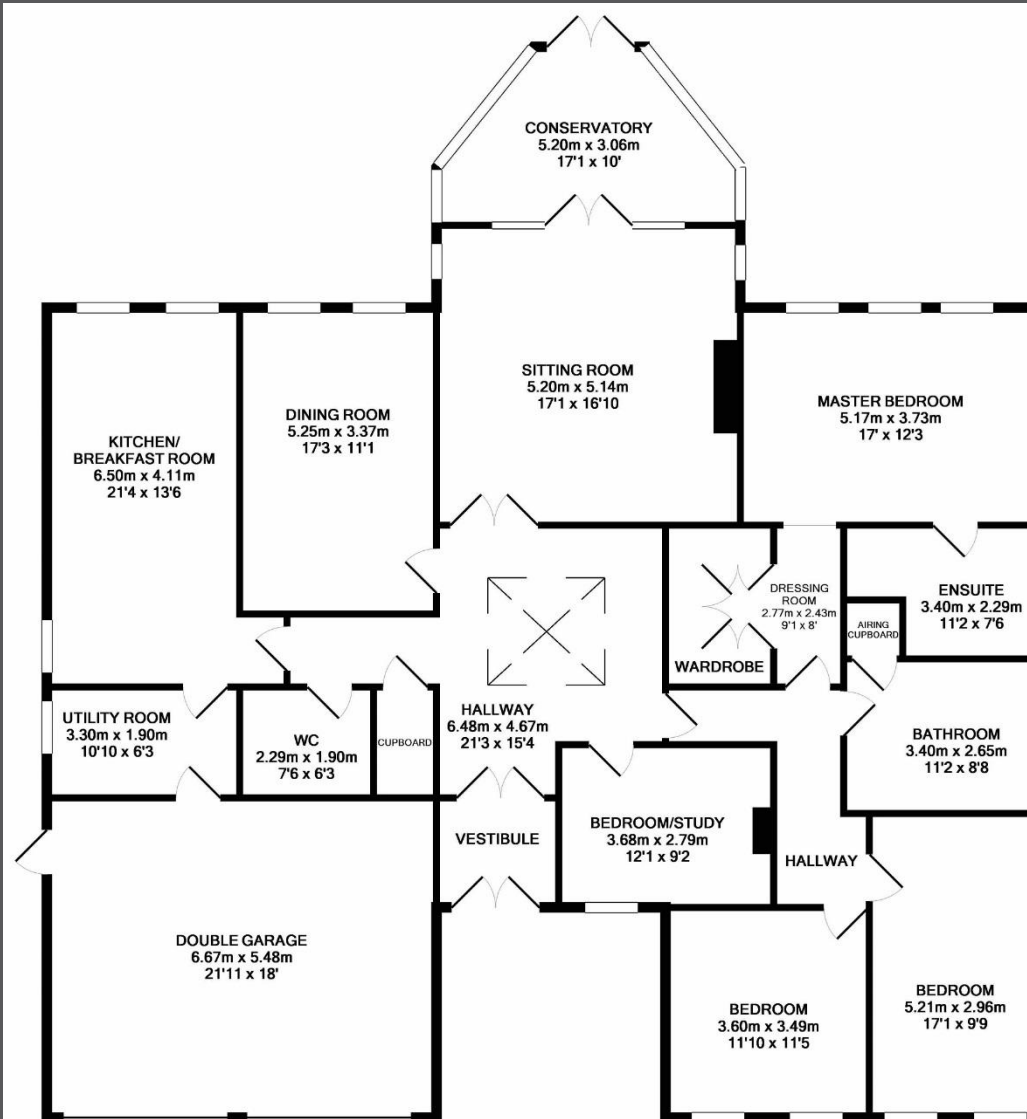 CONSERVATORY
5.20m x 3.06m
17'1 x 10'
SITTING ROOM
5.20m x 5.14m
17'1 x 16'10
MASTER BEDROOM
5.17m x 3.73m
17' x 12'3
DINING ROOM
5.25m x 3.37m
17'3 x 11'1
KITCHEN/
BREAKFAST ROOM
6.50m x 4.11m
21'4 x 13'6
DRESSING
ROOM
2.77m x 2.43m
9'1 x 8'
ENSUITE
3.40m x 2.29m
11'2 x 7'6
AIRING
CUPBOARD
WARDROBE
HALLWAY
6.48m x 4.67m
21'3 x 15'4
UTILITY ROOM
3.30m x 1.90m
10'10 x 6'3
WC
2.29m x 1.90m
7'6 x 6'3
CUPBOARD
BATHROOM
3.40m x 2.65m
11'2 x 8'8
VESTIBULE
BEDROOM/STUDY
3.68m x 2.79m
12'1 x 9'2
HALLWAY
DOUBLE GARAGE
6.67m x 5.48m
21'11 x 18'
BEDROOM
3.60m x 3.49m
11'10 x 11'5
BEDROOM
5.21m x 2.96m
17'1 x 9'9